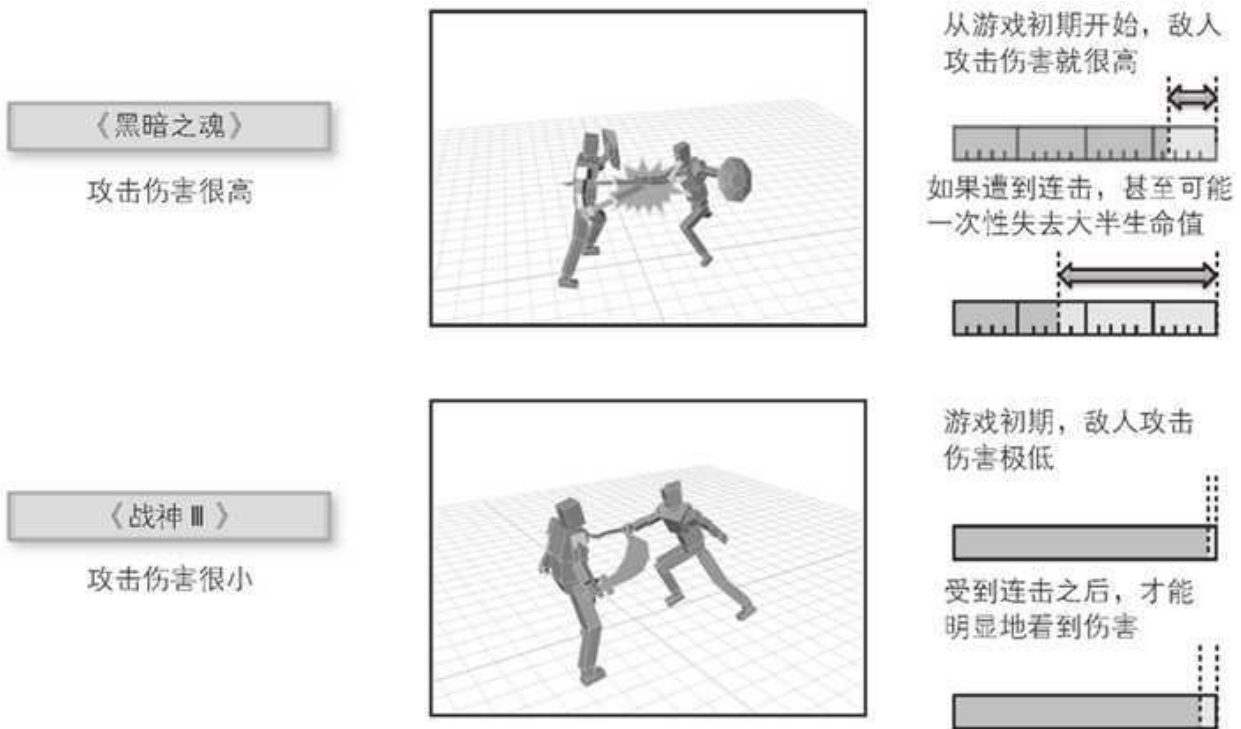 《黑暗之魂》
攻击伤害很高
从游戏初期开始，敌人
攻击伤害就很高
如果遭到连击，甚至可能
一次性失去大半生命值
《战神Ⅲ》
攻击伤害很小
游戏初期，敌人攻击
伤害极低
受到连击之后，才能
明显地看到伤害